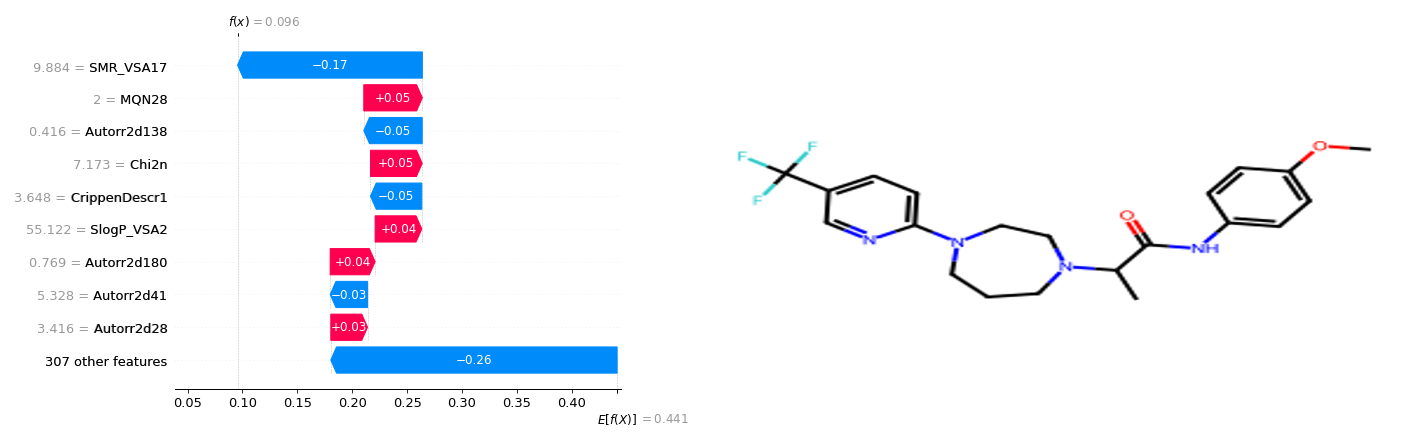 f(x) = 0.096
9.884 = SMR_VSA17
−0.17
2 = MQN28
+0.05
0.416 = Autorr2d138
−0.05
7.173 = Chi2n
+0.05
3.648 = CrippenDescr1
−0.05
55.122 = SlogP_VSA2
+0.04
0.769 = Autorr2d180
+0.04
5.328 = Autorr2d41
−0.03
3.416 = Autorr2d28
+0.03
307 other features
−0.26
0.05 0.10 0.15 0.20 0.25 0.30 0.35 0.40
E[f(X)] = 0.441
F
F
F
N
N
N
O
NH
O